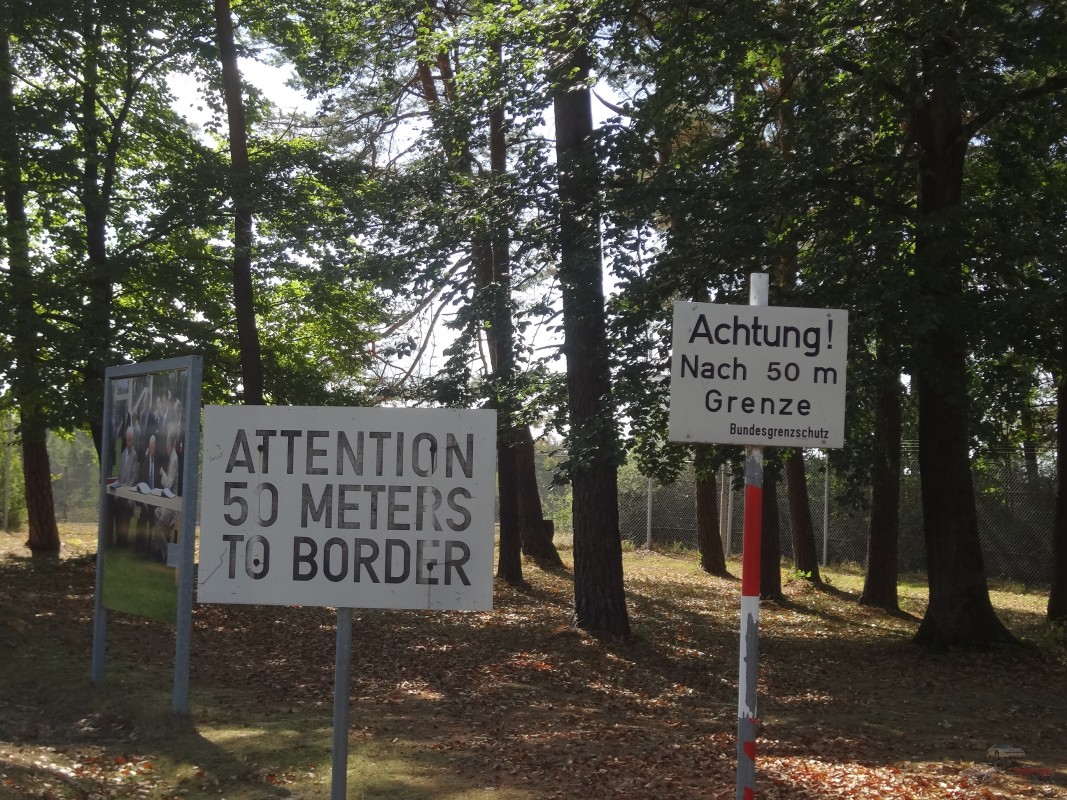 ATTENTION
50 METERS
TO BORDER
Achtung!
Nach 50 m
Grenze
Bundesgrenzschutz